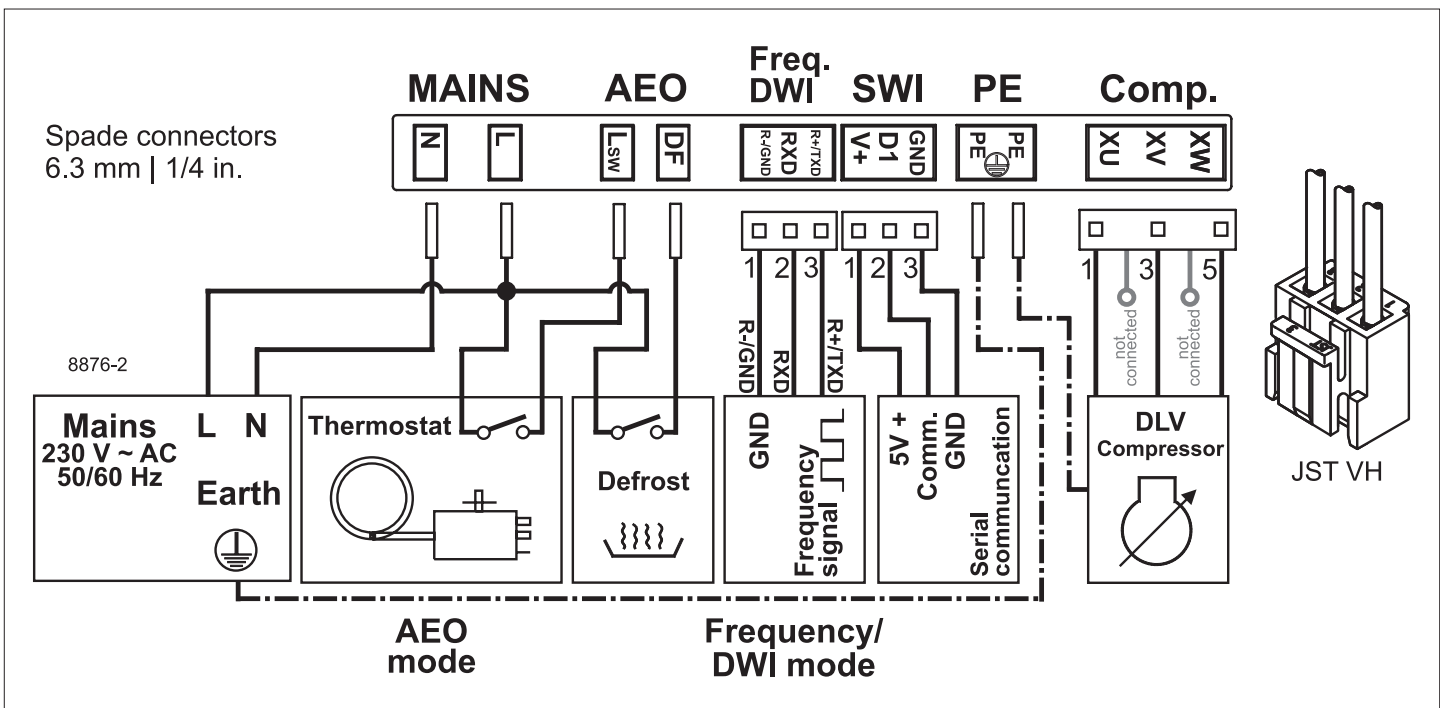 Freq.
MAINS AEO DWI SWI PE Comp.
Spade connectors
6.3 mm | 1/4 in.
N L LSW DF R-/GND RXD R+/TXD V+ D1 GND PE PE XU XV XW
1 2 3 1 2 3 1 3 5
R-/GND RXD R+/TXD
not connected not connected
8876-2
Mains L N
230 V ~ AC
50/60 Hz
Earth
Thermostat
Defrost
GND
Frequency
signal
5V +
Comm.
GND
Serial
communcation
DLV
Compressor
JST VH
AEO
mode
Frequency/
DWI mode